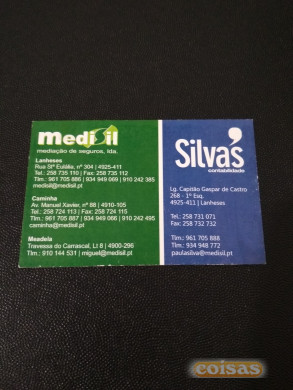 medisil
mediação de seguros, lda.
Lanheses
Rua Stª Eulália, nº 304 | 4925-411
Tel.: 258 735 110 | Fax: 258 735 112
Tlm.: 961 705 886 | 934 949 069 | 910 242 385
medisil@medisil.pt
Caminha
Av. Manuel Xavier, nº 88 | 4910-105
Tel.: 258 724 113 | Fax: 258 724 115
Tlm.: 961 705 887 | 934 949 066 | 910 242 495
caminha@medisil.pt
Meadela
Travessa do Carrascal, Lt 8 | 4900-296
Tlm.: 910 144 531 | miguel@medisil.pt
Silva's
contabilidade
Lg. Capitão Gaspar de Castro
268 - 1º Esq.
4925-411 | Lanheses
Tel.: 258 731 071
Fax: 258 732 732
Tlm.: 961 705 888
Tlm.: 934 948 772
paulasilva@medisil.pt
coisas